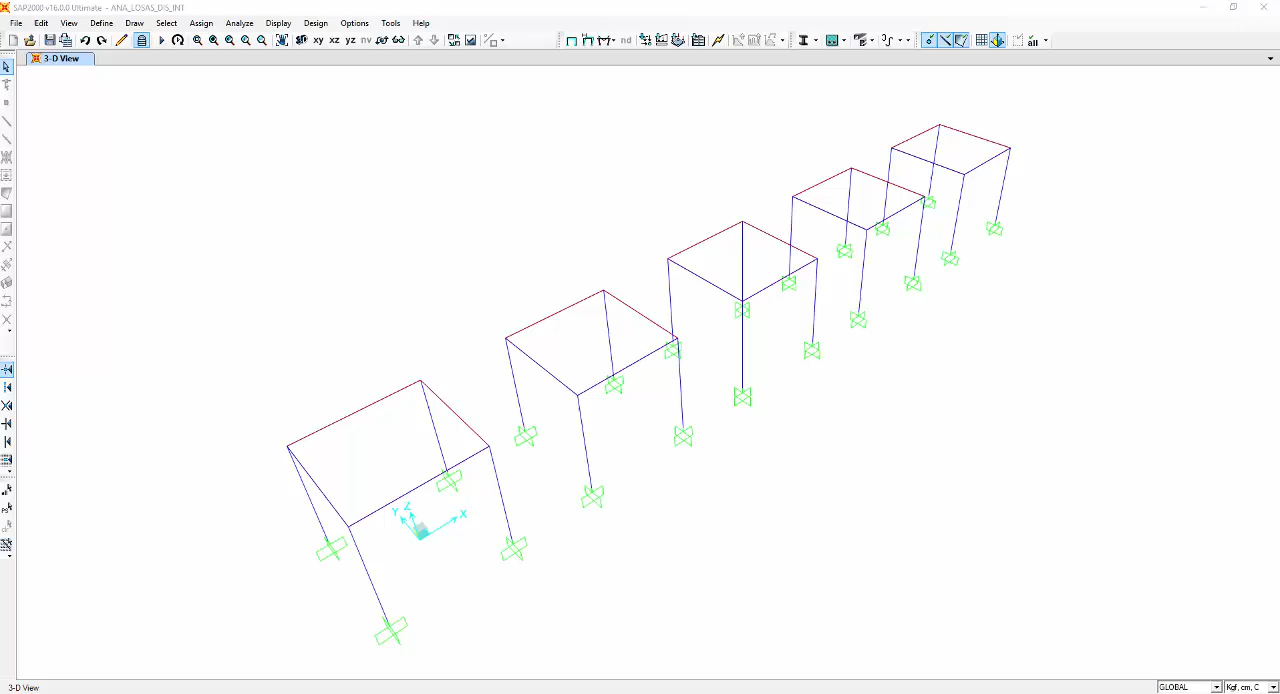 SAP2000 v16.0.0 Ultimate - ANA_LOSAS_DIS_INT
File Edit View Define Draw Select Assign Analyze Display Design Options Tools Help
xy xz yz nv nd all
3-D View
Y Z X
3-D View GLOBAL Kgf, cm, C